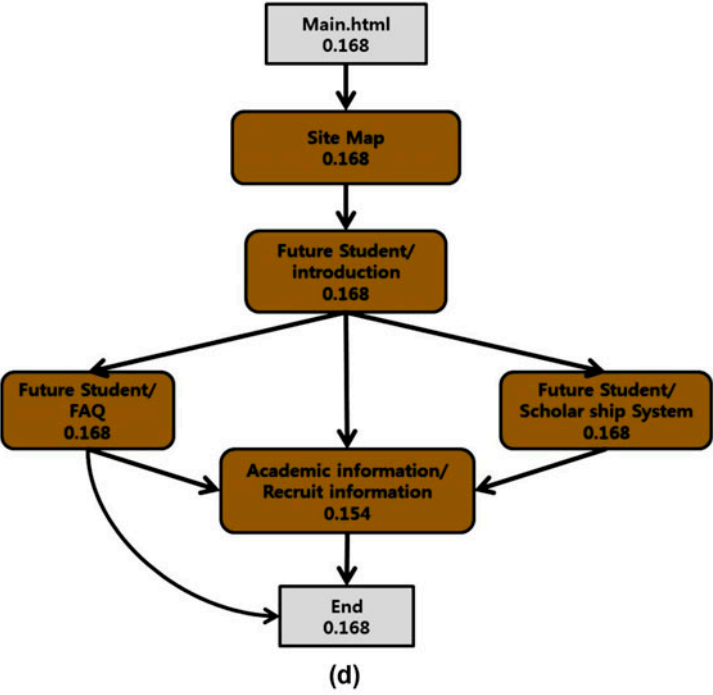 Main.html
0.168
Site Map
0.168
Future Student/
introduction
0.168
Future Student/
FAQ
0.168
Future Student/
Scholar ship System
0.168
Academic information/
Recruit information
0.154
End
0.168
(d)